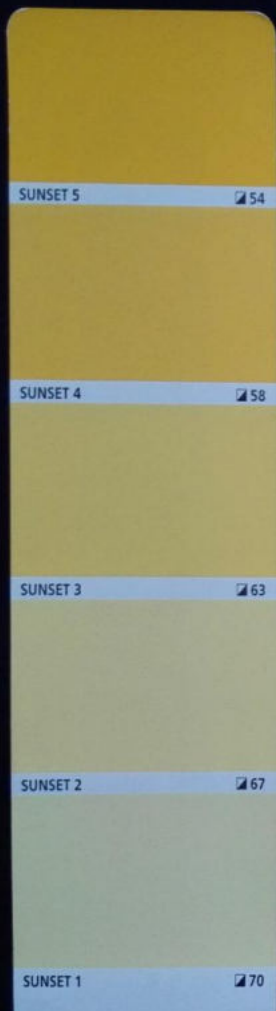 SUNSET 5 54
SUNSET 4 58
SUNSET 3 63
SUNSET 2 67
SUNSET 1 70